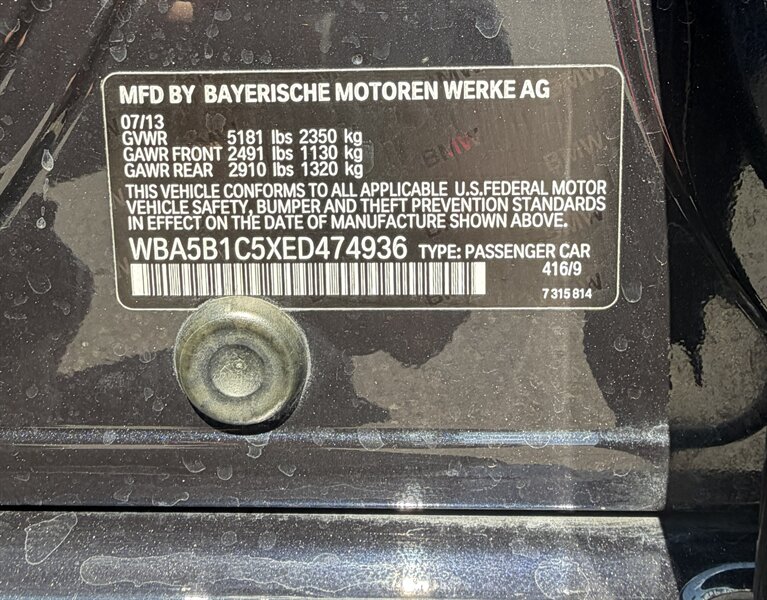 MFD BY BAYERISCHE MOTOREN WERKE AG
07/13
GVWR 5181 lbs 2350 kg
GAWR FRONT 2491 lbs 1130 kg
GAWR REAR 2910 lbs 1320 kg
THIS VEHICLE CONFORMS TO ALL APPLICABLE U.S.FEDERAL MOTOR
VEHICLE SAFETY, BUMPER AND THEFT PREVENTION STANDARDS
IN EFFECT ON THE DATE OF MANUFACTURE SHOWN ABOVE.
WBA5B1C5XED474936 TYPE: PASSENGER CAR
416/9
7 315 814
BMW